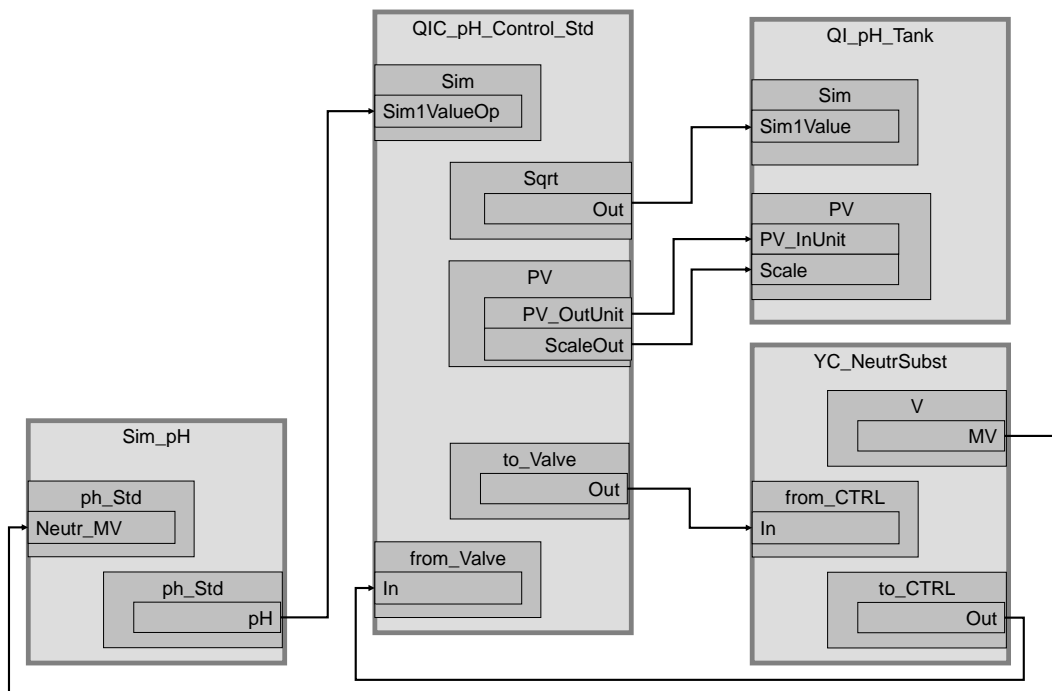 QIC_pH_Control_Std
Sim
Sim1ValueOp
Sqrt
Out
PV
PV_OutUnit
ScaleOut
to_Valve
Out
from_Valve
In
QI_pH_Tank
Sim
Sim1Value
PV
PV_InUnit
Scale
YC_NeutrSubst
V
MV
from_CTRL
In
to_CTRL
Out
Sim_pH
ph_Std
Neutr_MV
ph_Std
pH